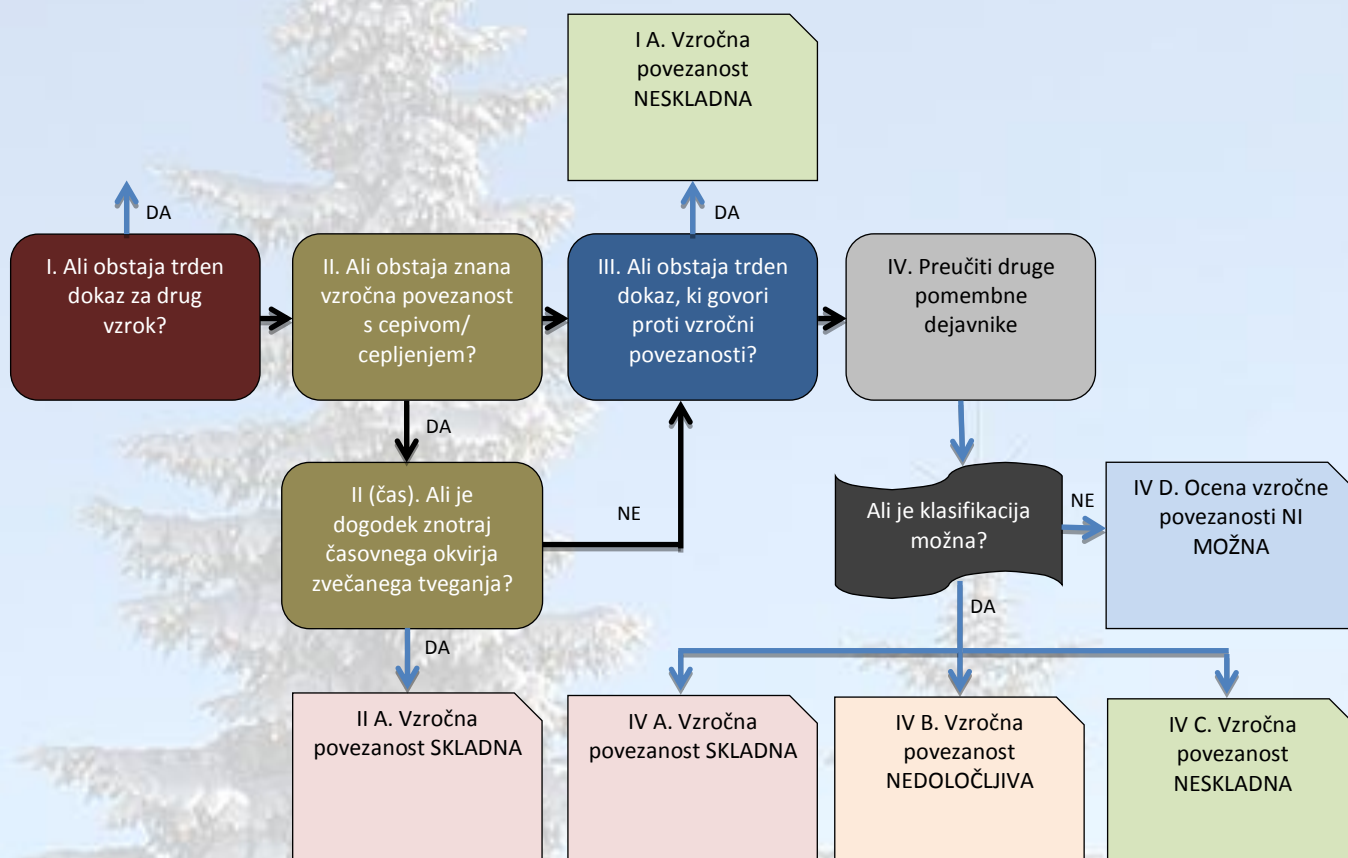 I A. Vzročna
povezanost
NESKLADNA
DA
DA
I. Ali obstaja trden
dokaz za drug
vzrok?
II. Ali obstaja znana
vzročna povezanost
s cepivom/
cepljenjem?
III. Ali obstaja trden
dokaz, ki govori
proti vzročni
povezanosti?
IV. Preučiti druge
pomembne
dejavnike
DA
II (čas). Ali je
dogodek znotraj
časovnega okvirja
zvečanega tveganja?
NE
Ali je klasifikacija
možna?
NE
IV D. Ocena vzročne
povezanosti NI
MOŽNA
DA
DA
II A. Vzročna
povezanost SKLADNA
IV A. Vzročna
povezanost SKLADNA
IV B. Vzročna
povezanost
NEDOLOČLJIVA
IV C. Vzročna
povezanost
NESKLADNA